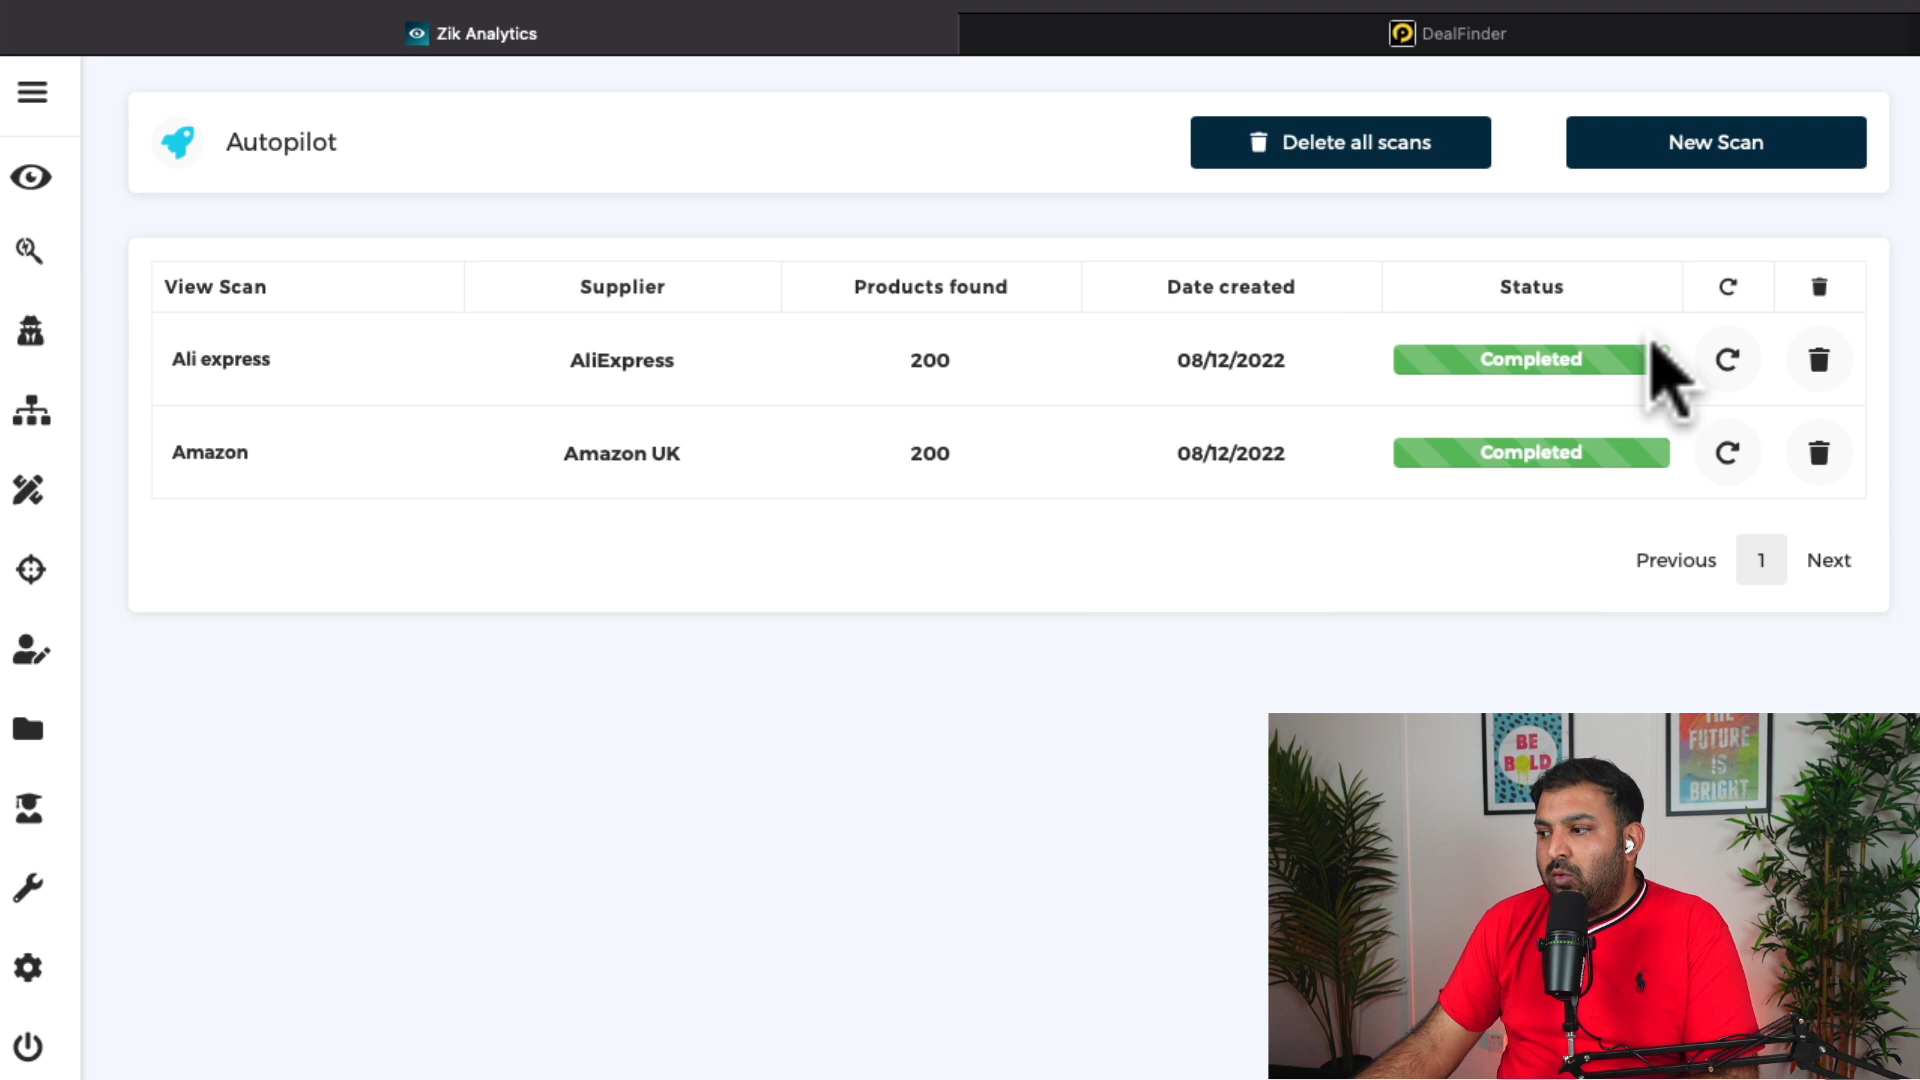 Zik Analytics
DealFinder
Autopilot
Delete all scans
New Scan
View Scan Supplier Products found Date created Status
Ali express AliExpress 200 08/12/2022 Completed
Amazon Amazon UK 200 08/12/2022 Completed
Previous 1 Next
BE
BOLD
THE
FUTURE
IS
BRIGHT